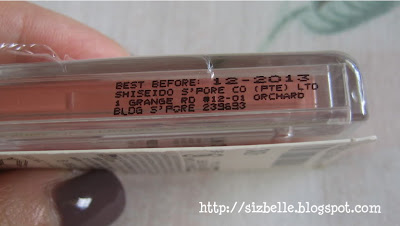 BEST BEFORE: 12-2013
SHISEIDO S'PORE CO (PTE) LTD
1 GRANGE RD #12-01 ORCHARD
BLDG S'PORE 239693
http://sizbelle.blogspot.com